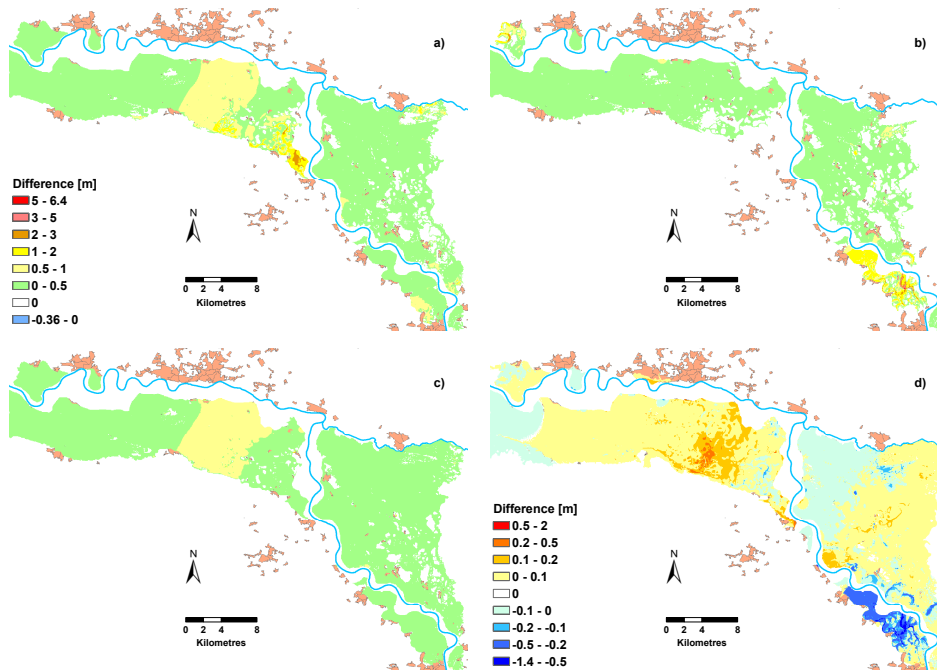 a)
b)
Difference [m]
5 - 6.4
3 - 5
2 - 3
1 - 2
0.5 - 1
0 - 0.5
0
-0.36 - 0
N
0 2 4 8
Kilometres
N
0 2 4 8
Kilometres
c)
d)
N
0 2 4 8
Kilometres
Difference [m]
0.5 - 2
0.2 - 0.5
0.1 - 0.2
0 - 0.1
0
-0.1 - 0
-0.2 - -0.1
-0.5 - -0.2
-1.4 - -0.5
N
0 2 4 8
Kilometres